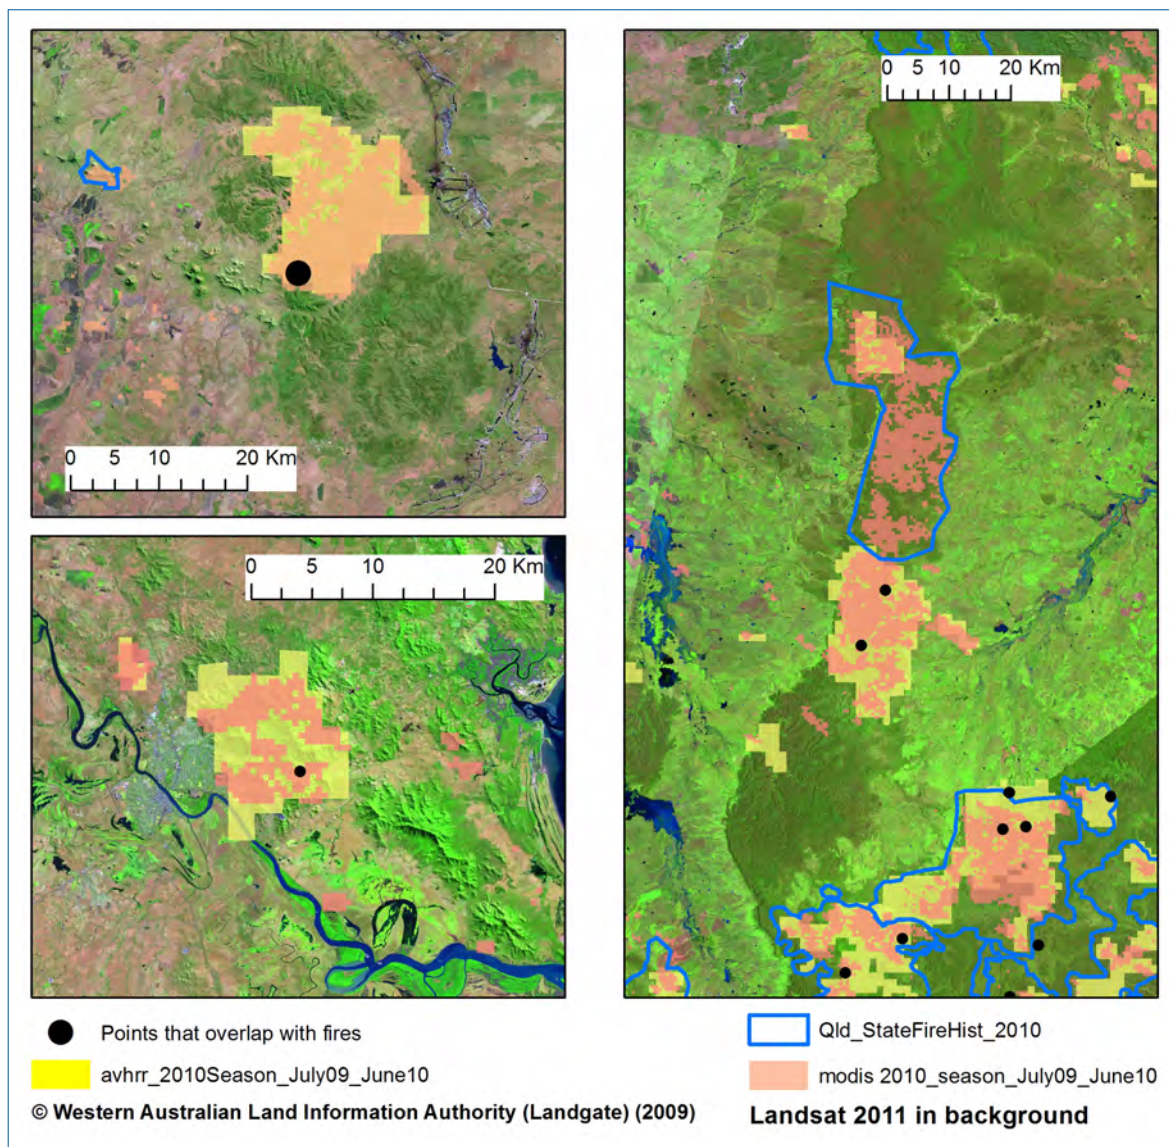 0 5 10 20 Km
0 5 10 20 Km
0 5 10 20 Km
Points that overlap with fires
avhrr_2010Season_July09_June10
© Western Australian Land Information Authority (Landgate) (2009)
Qld_StateFireHist_2010
modis 2010_season_July09_June10
Landsat 2011 in background